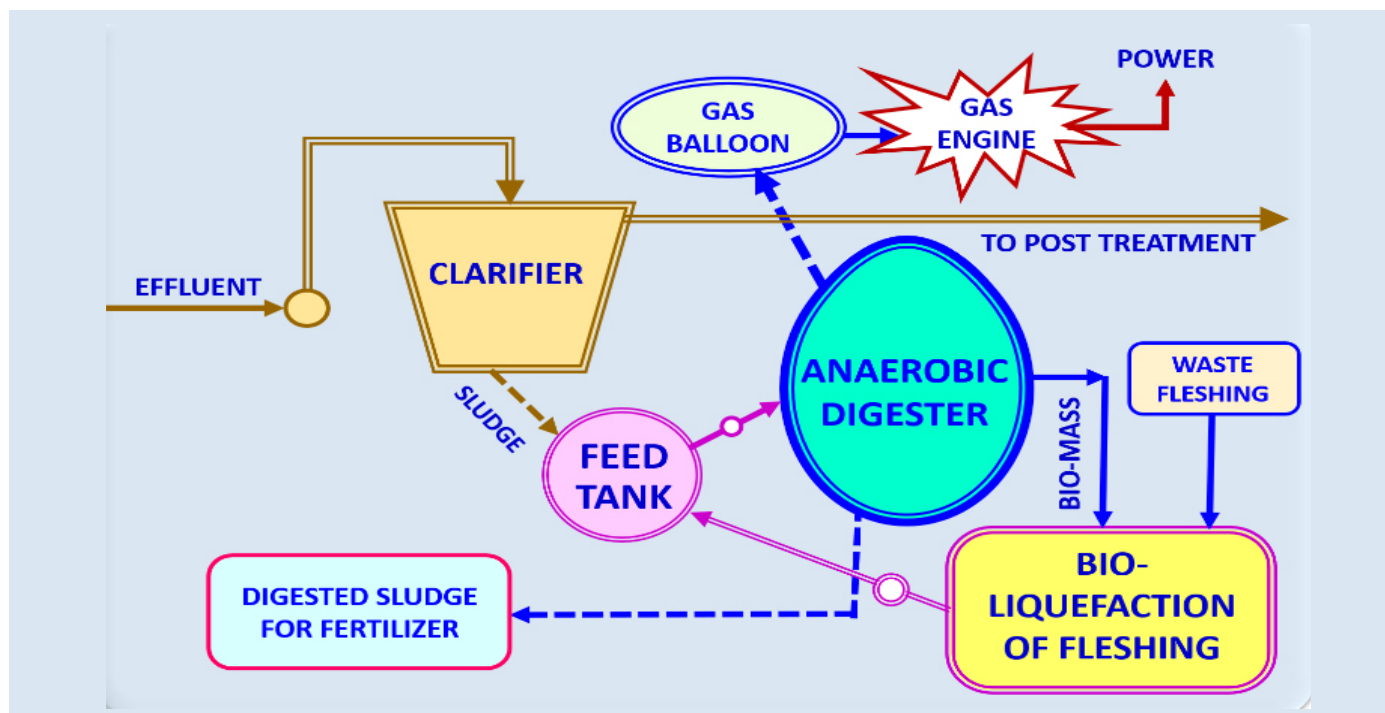 POWER
GAS
BALLOON
GAS
ENGINE
TO POST TREATMENT
EFFLUENT
CLARIFIER
SLUDGE
FEED
TANK
ANAEROBIC
DIGESTER
BIO-MASS
WASTE
FLESHING
BIO-
LIQUEFACTION
OF FLESHING
DIGESTED SLUDGE
FOR FERTILIZER